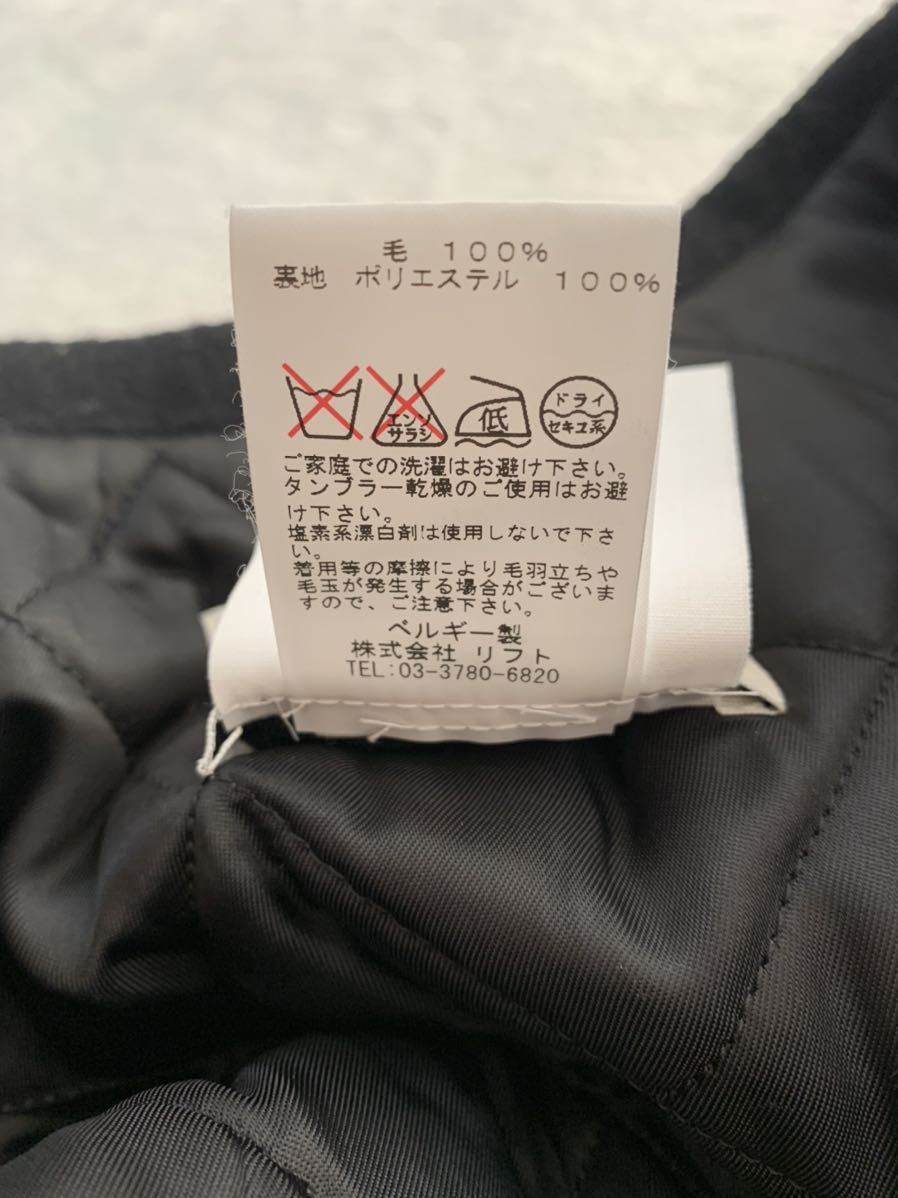 毛 100%
裏地 ポリエステル 100%
エンソ
サラシ
低
ドライ
セキユ系
ご家庭での洗濯はお避け下さい。
タンブラー乾燥のご使用はお避
け下さい。
塩素系漂白剤は使用しないで下さ
い。
着用等の摩擦により毛羽立ちや
毛玉が発生する場合がございま
すので、ご注意下さい。
ベルギー製
株式会社 リフト
TEL:03-3780-6820